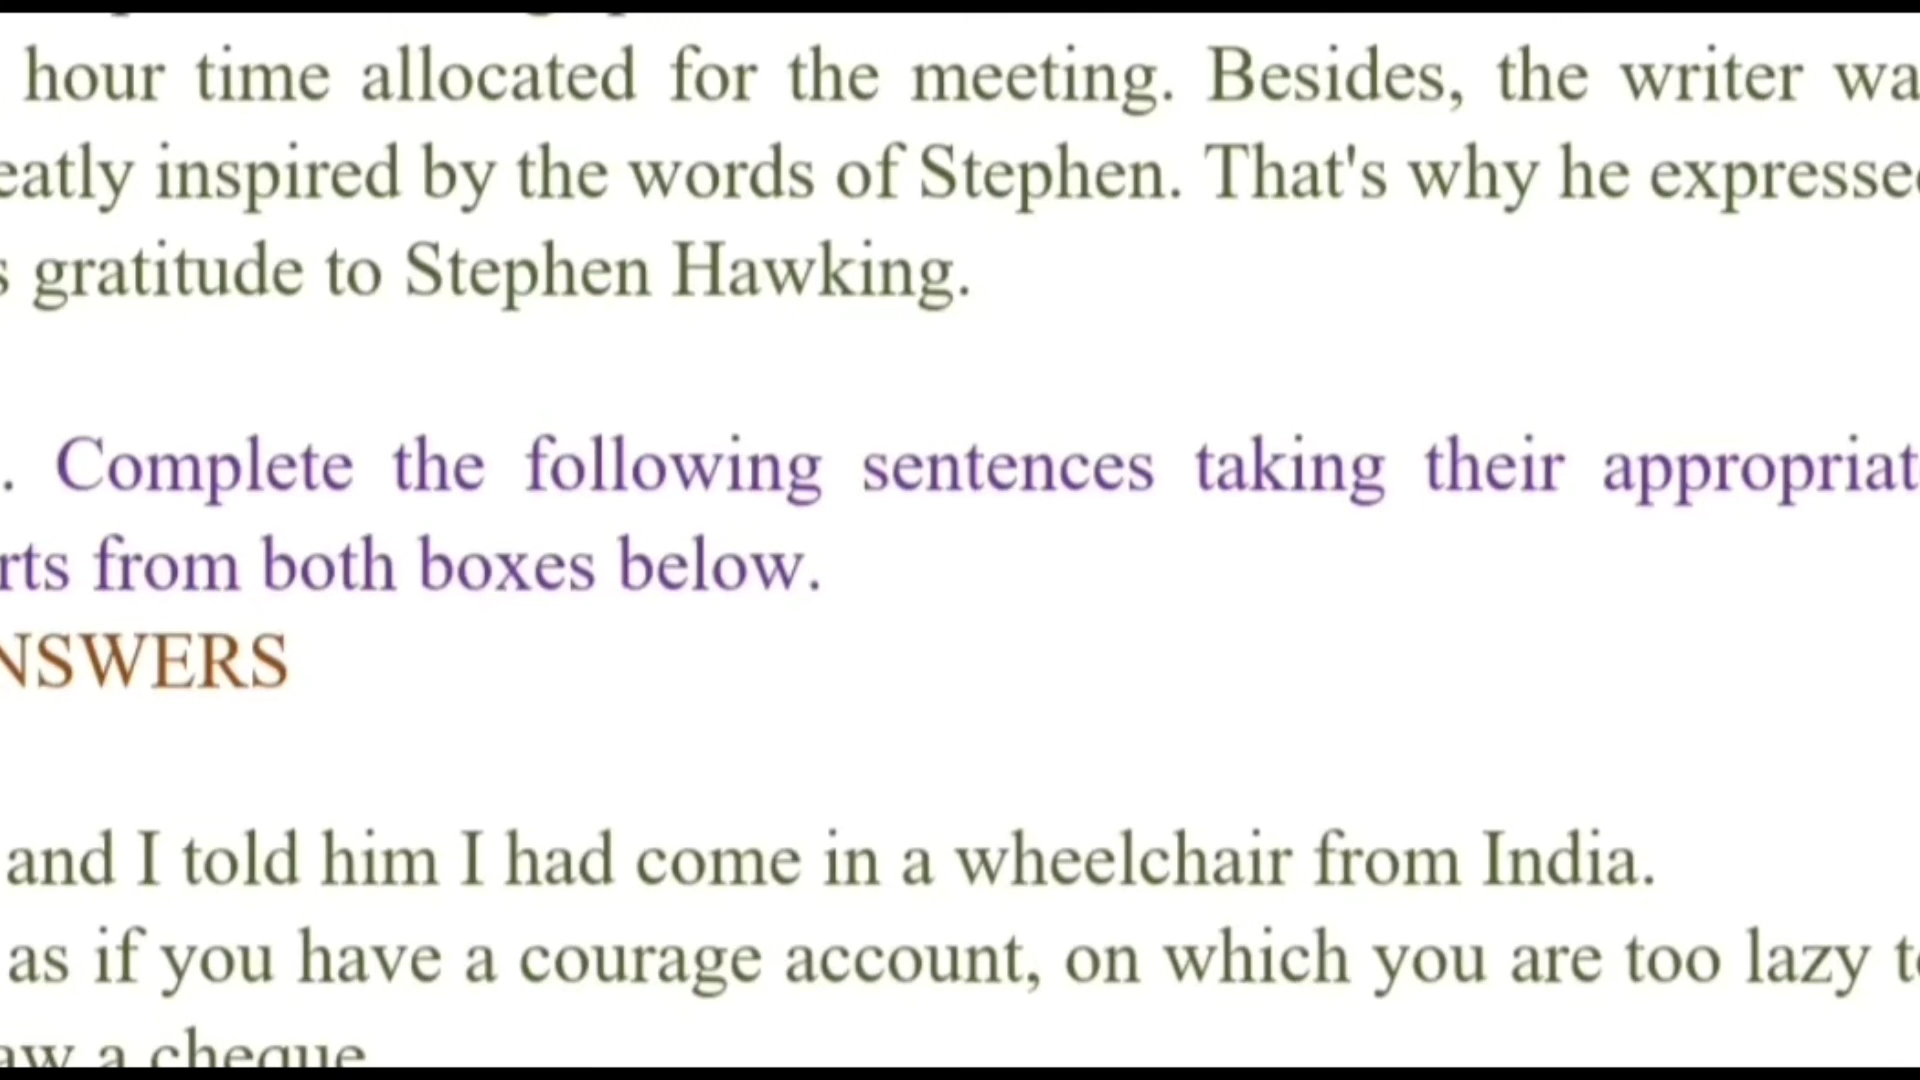 hour time allocated for the meeting. Besides, the writer wa
eatly inspired by the words of Stephen. That's why he expresse
s gratitude to Stephen Hawking.
. Complete the following sentences taking their appropriat
rts from both boxes below.
NSWERS
and I told him I had come in a wheelchair from India.
as if you have a courage account, on which you are too lazy t
aw a cheque